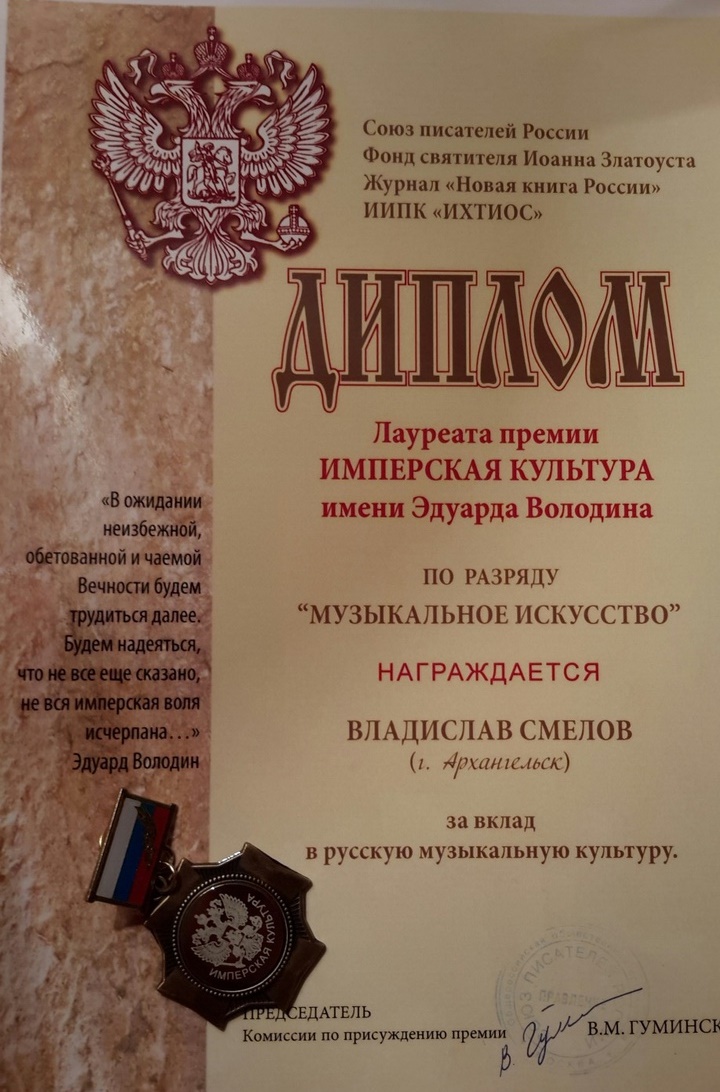 Союз писателей России
Фонд святителя Иоанна Златоуста
Журнал «Новая книга России»
ИИПК «ИХТИОС»
ДИПЛОМ
Лауреата премии
ИМПЕРСКАЯ КУЛЬТУРА
имени Эдуарда Володина
ПО РАЗРЯДУ
“МУЗЫКАЛЬНОЕ ИСКУССТВО”
НАГРАЖДАЕТСЯ
ВЛАДИСЛАВ СМЕЛОВ
(г. Архангельск)
за вклад
в русскую музыкальную культуру.
«В ожидании
неизбежной,
обетованной и чаемой
Вечности будем
трудиться далее.
Будем надеяться,
что не все еще сказано,
не вся имперская воля
исчерпана…»
Эдуард Володин
ИМПЕРСКАЯ КУЛЬТУРА
ПРЕДСЕДАТЕЛЬ
Комиссии по присуждению премии
В.М. ГУМИНСК